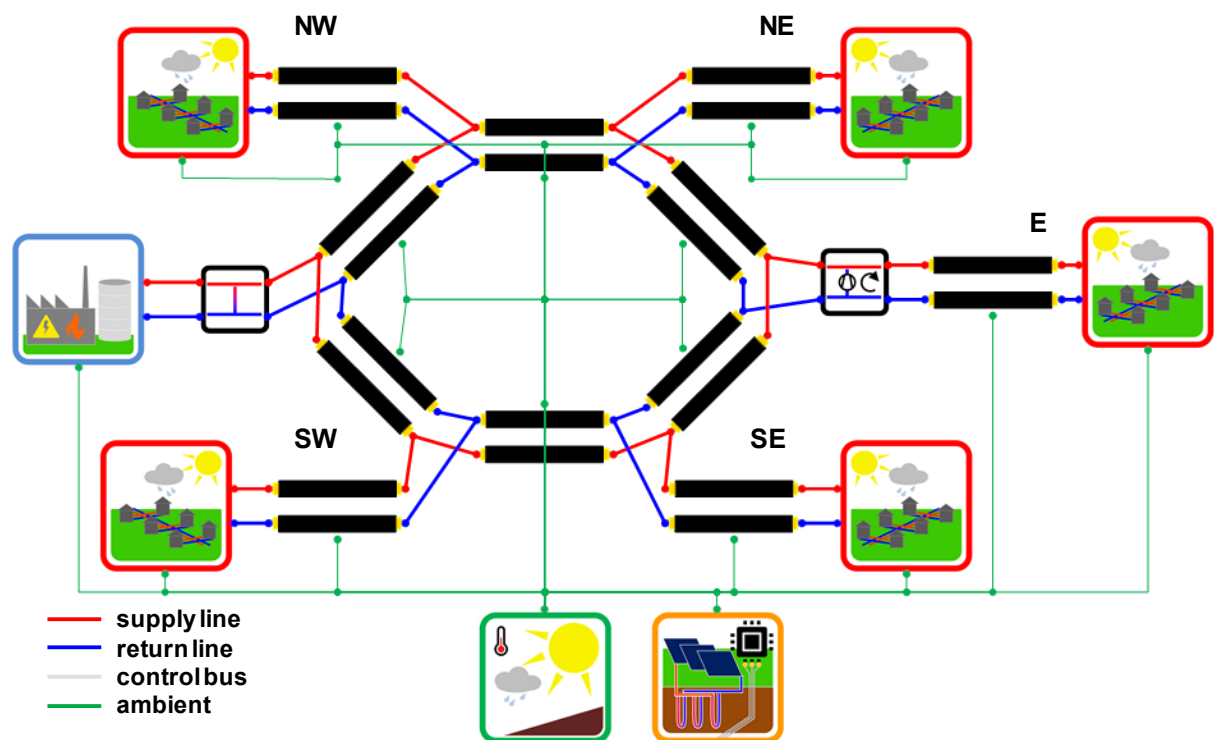 NW
NE
E
SW
SE
supply line
return line
control bus
ambient